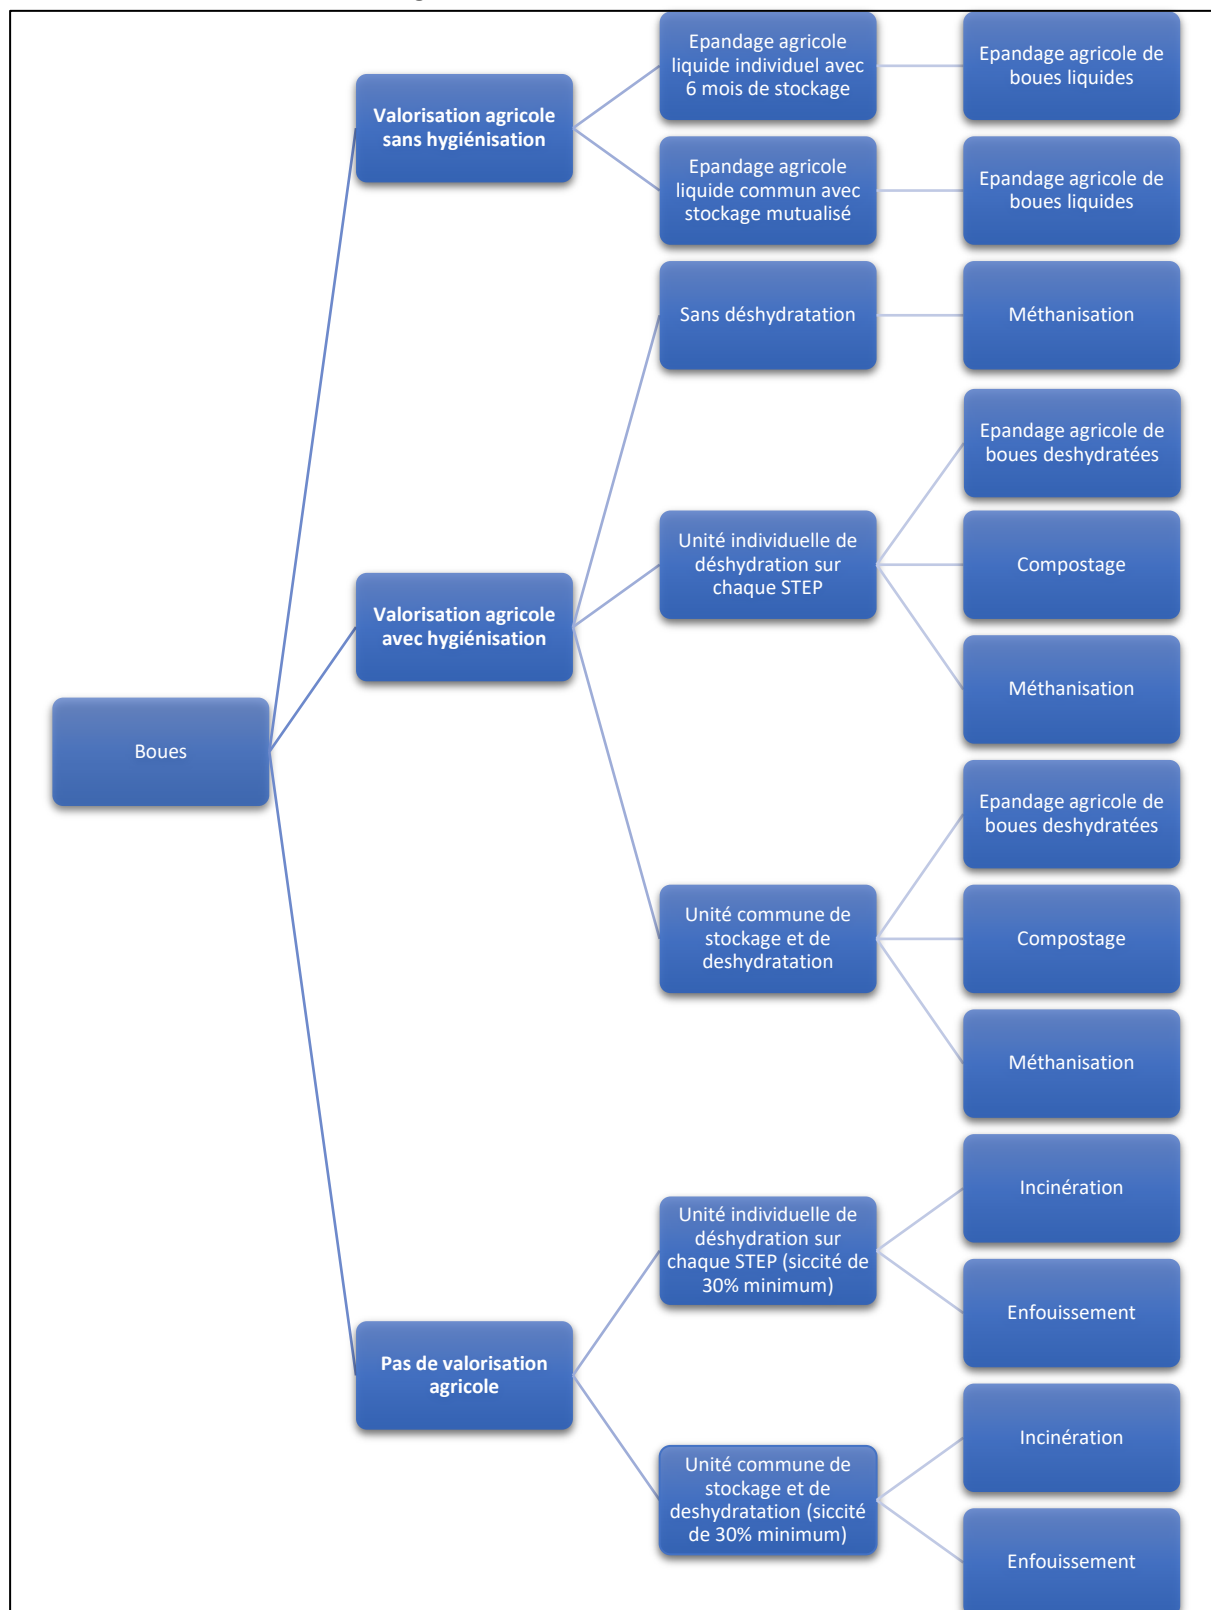 Epandage agricole
liquide individuel avec
6 mois de stockage
Epandage agricole de
boues liquides
Valorisation agricole
sans hygiénisation
Epandage agricole
liquide commun avec
stockage mutualisé
Epandage agricole de
boues liquides
Sans déshydratation
Méthanisation
Epandage agricole de
boues deshydratées
Unité individuelle de
déshydration sur
chaque STEP
Compostage
Valorisation agricole
avec hygiénisation
Méthanisation
Boues
Epandage agricole de
boues deshydratées
Unité commune de
stockage et de
deshydratation
Compostage
Méthanisation
Incinération
Unité individuelle de
déshydration sur
chaque STEP (siccité de
30% minimum)
Enfouissement
Pas de valorisation
agricole
Incinération
Unité commune de
stockage et de
deshydratation (siccité
de 30% minimum)
Enfouissement